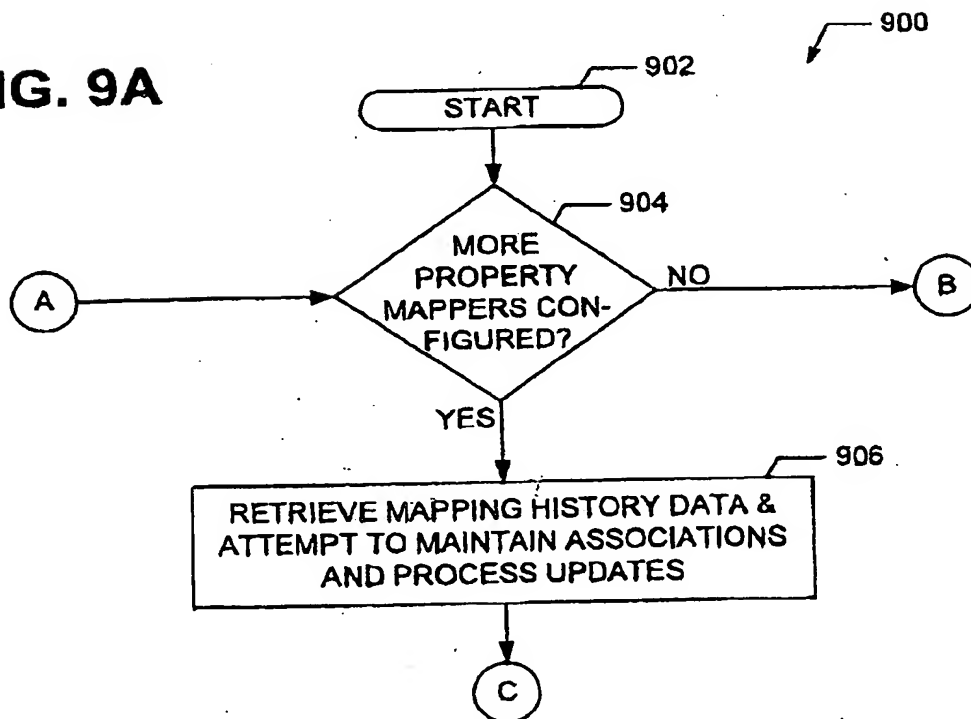 IG. 9A
900
902
START
904
MORE
PROPERTY
MAPPERS CON-
FIGURED?
A
NO
B
YES
906
RETRIEVE MAPPING HISTORY DATA &
ATTEMPT TO MAINTAIN ASSOCIATIONS
AND PROCESS UPDATES
C